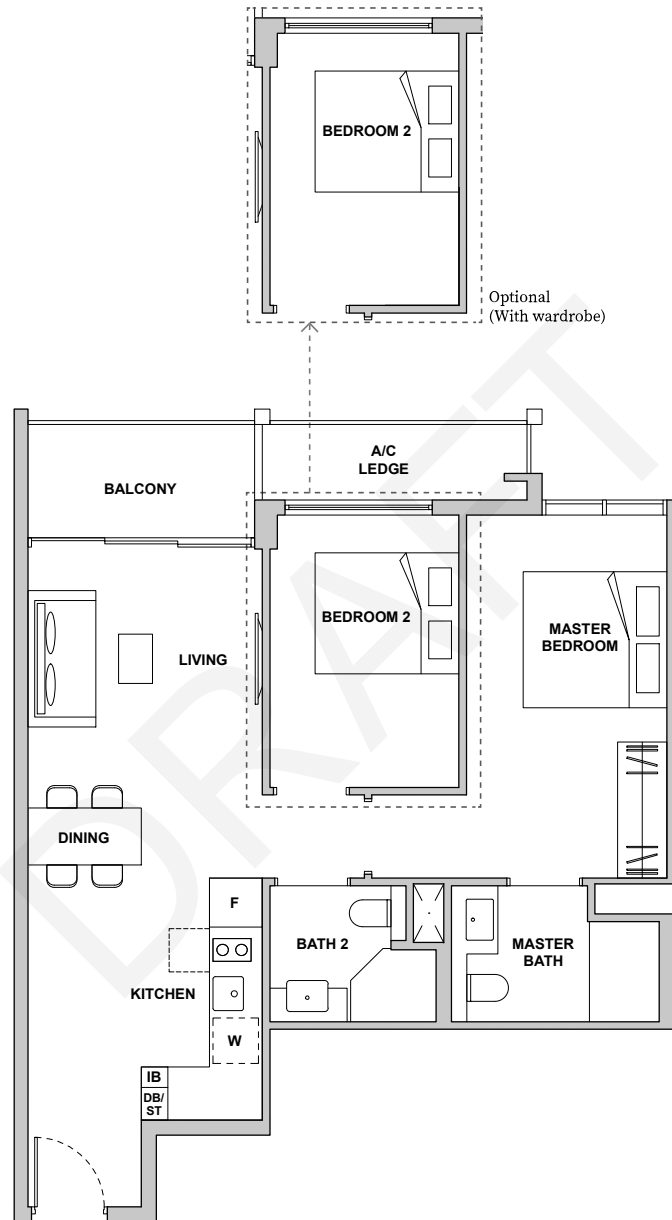 BEDROOM 2
Optional
(With wardrobe)
A/C
LEDGE
BALCONY
BEDROOM 2
MASTER
BEDROOM
LIVING
DINING
F
BATH 2
MASTER
BATH
KITCHEN
W
IB
DB/
ST
DRAFT